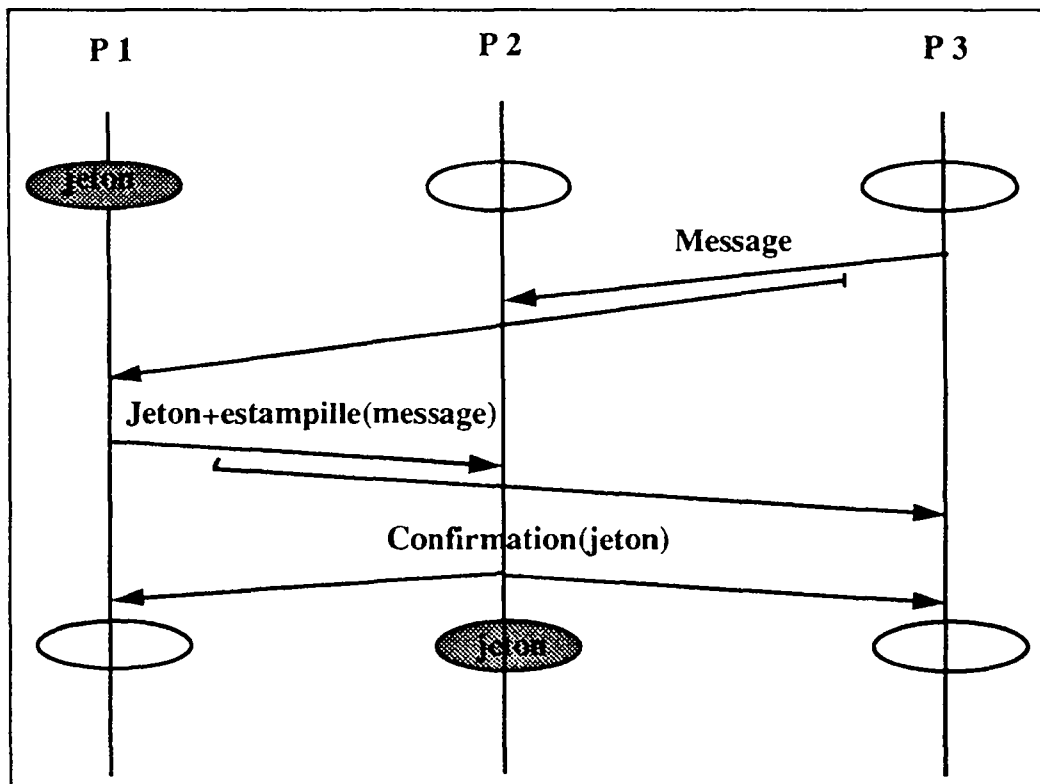 P 1
P 2
P 3
jeton
Message
Jeton+estampille(message)
Confirmation(jeton)
jeton